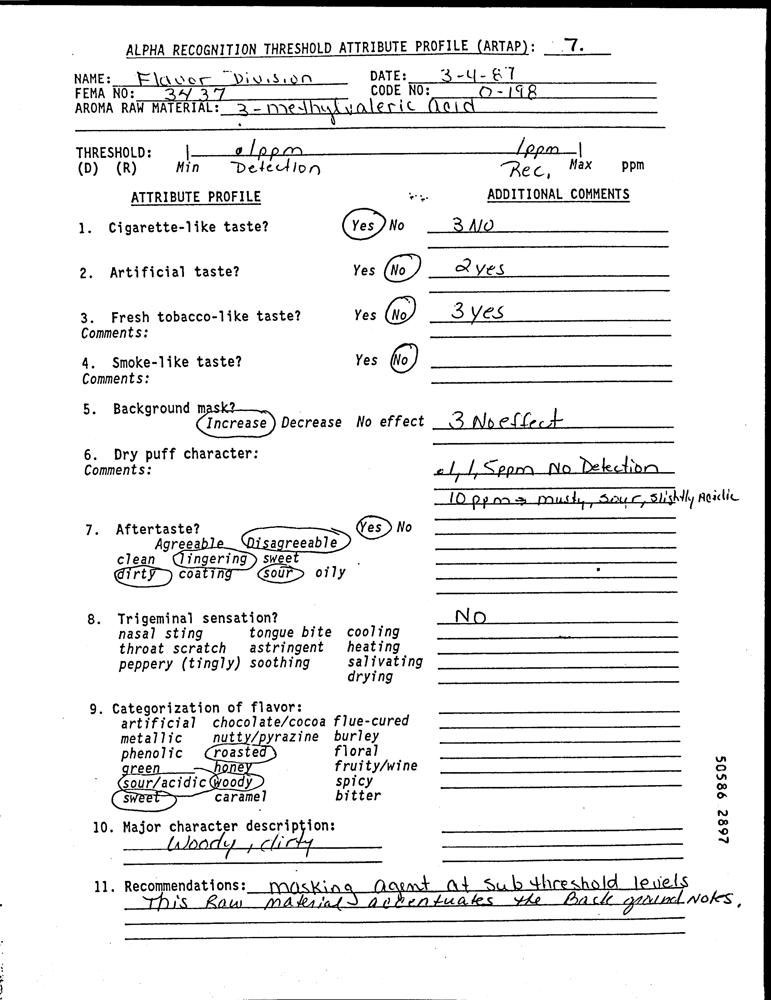 ALPHA RECOGNITION THRESHOLD ATTRIBUTE PROFILE (ARTAP): 7.
NAME: Flavor Division DATE: 3-4-87
FEMA NO: 3437 CODE NO: O-198
AROMA RAW MATERIAL: 3-methylvaleric Acid
THRESHOLD: .1ppm 1ppm
(D) (R) Min Detection Rec. Max ppm
ATTRIBUTE PROFILE ADDITIONAL COMMENTS
1. Cigarette-like taste? Yes No 3 NO
2. Artificial taste? Yes No 2 yes
3. Fresh tobacco-like taste? Yes No 3 yes
Comments:
4. Smoke-like taste? Yes No
Comments:
5. Background mask?
Increase Decrease No effect 3 No effect
6. Dry puff character:
Comments: .1, 1, 5ppm No Detection
10 ppm → musty, sour, slightly Acidic
7. Aftertaste? Yes No
Agreeable Disagreeable
clean lingering sweet
dirty coating sour oily
8. Trigeminal sensation? NO
nasal sting tongue bite cooling
throat scratch astringent heating
peppery (tingly) soothing salivating
drying
9. Categorization of flavor:
artificial chocolate/cocoa flue-cured
metallic nutty/pyrazine burley
phenolic roasted floral
green honey fruity/wine
sour/acidic woody spicy
sweet caramel bitter
10. Major character description:
Woody, dirty
11. Recommendations: masking agent at subthreshold levels
This Raw material accentuates the Back ground Notes.
50586 2897